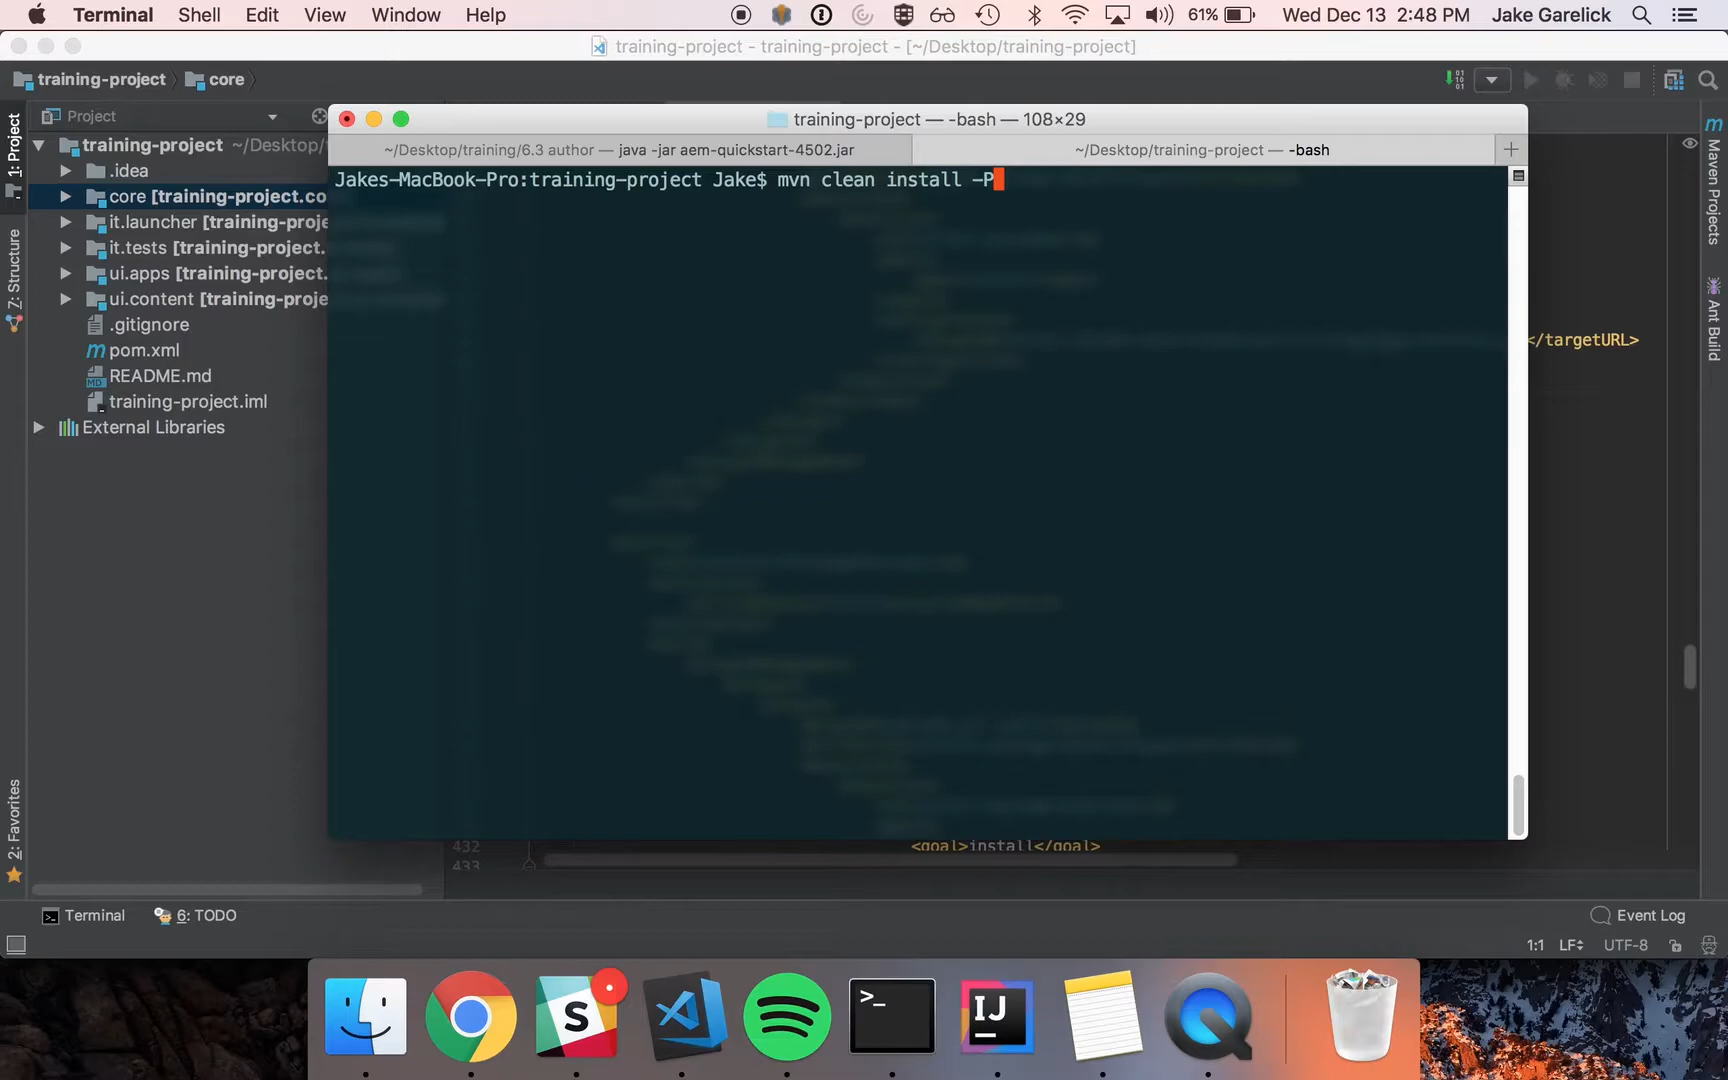 Terminal Shell Edit View Window Help 61% Wed Dec 13 2:48 PM Jake Garelick
training-project - training-project - [~/Desktop/training-project]
training-project core
Project
training-project — -bash — 108×29
~/Desktop/training/6.3 author — java -jar aem-quickstart-4502.jar
~/Desktop/training-project — -bash
Jakes-MacBook-Pro:training-project Jake$ mvn clean install -P
training-project ~/Desktop/
.idea
core [training-project.co
it.launcher [training-proje
it.tests [training-project.
ui.apps [training-project.
ui.content [training-proje
.gitignore
pom.xml
README.md
training-project.iml
External Libraries
1: Project
7: Structure
2: Favorites
Maven Projects
Ant Build
</targetURL>
432 <goal>install</goal>
433
Terminal 6: TODO Event Log
1:1 LF UTF-8
>_
S
IJ